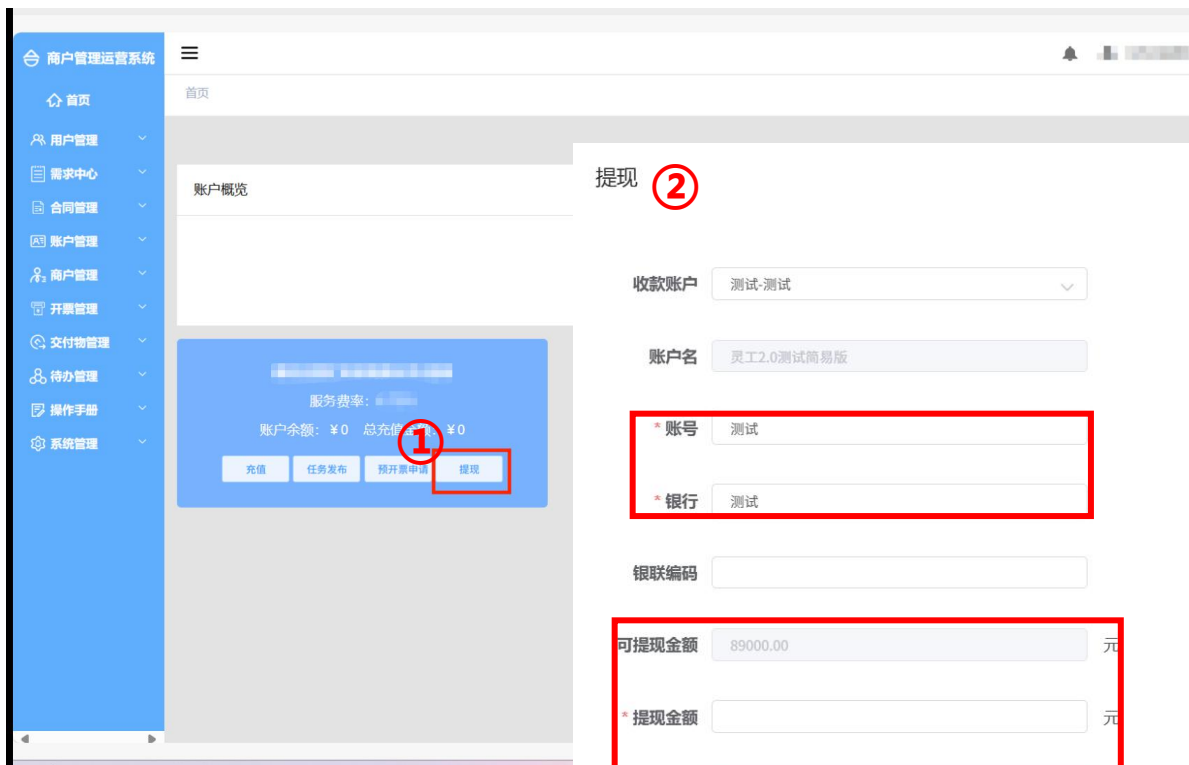 商户管理运营系统
首页
用户管理
需求中心
合同管理
账户管理
商户管理
开票管理
交付物管理
待办管理
操作手册
系统管理
首页
账户概览
服务费率：
账户余额：￥0 总充值金额：￥0
①
充值 任务发布 预开票申请 提现
提现 ②
收款账户 测试-测试
账户名 灵工2.0测试简易版
* 账号 测试
* 银行 测试
银联编码
可提现金额 89000.00 元
* 提现金额 元